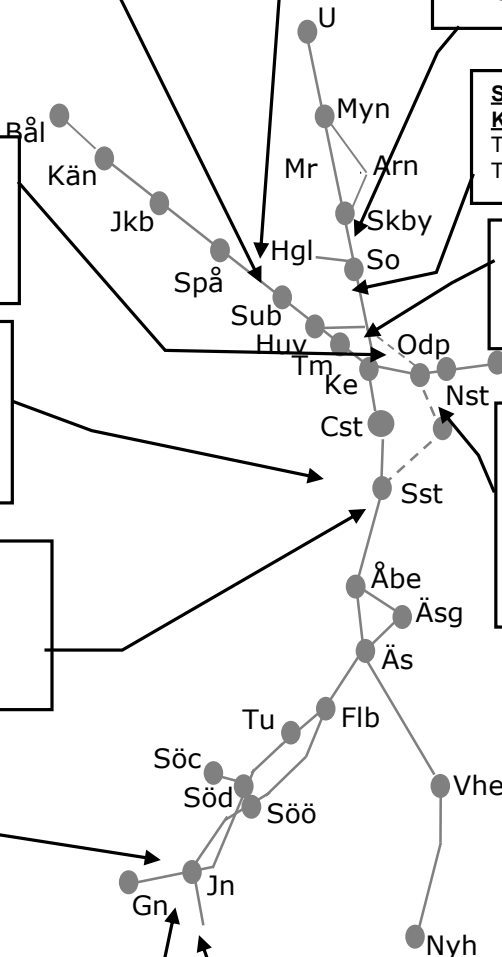 U
S
K
T
T
Myn
Bål
Mr
Arn
Kän
Jkb
Skby
Hgl
So
Spå
Sub
Huv
Odp
Tm
Ke
Nst
Cst
Sst
Åbe
Äsg
Äs
Tu
Flb
Söc
Vhe
Söd
Söö
Jn
Gn
Nyh